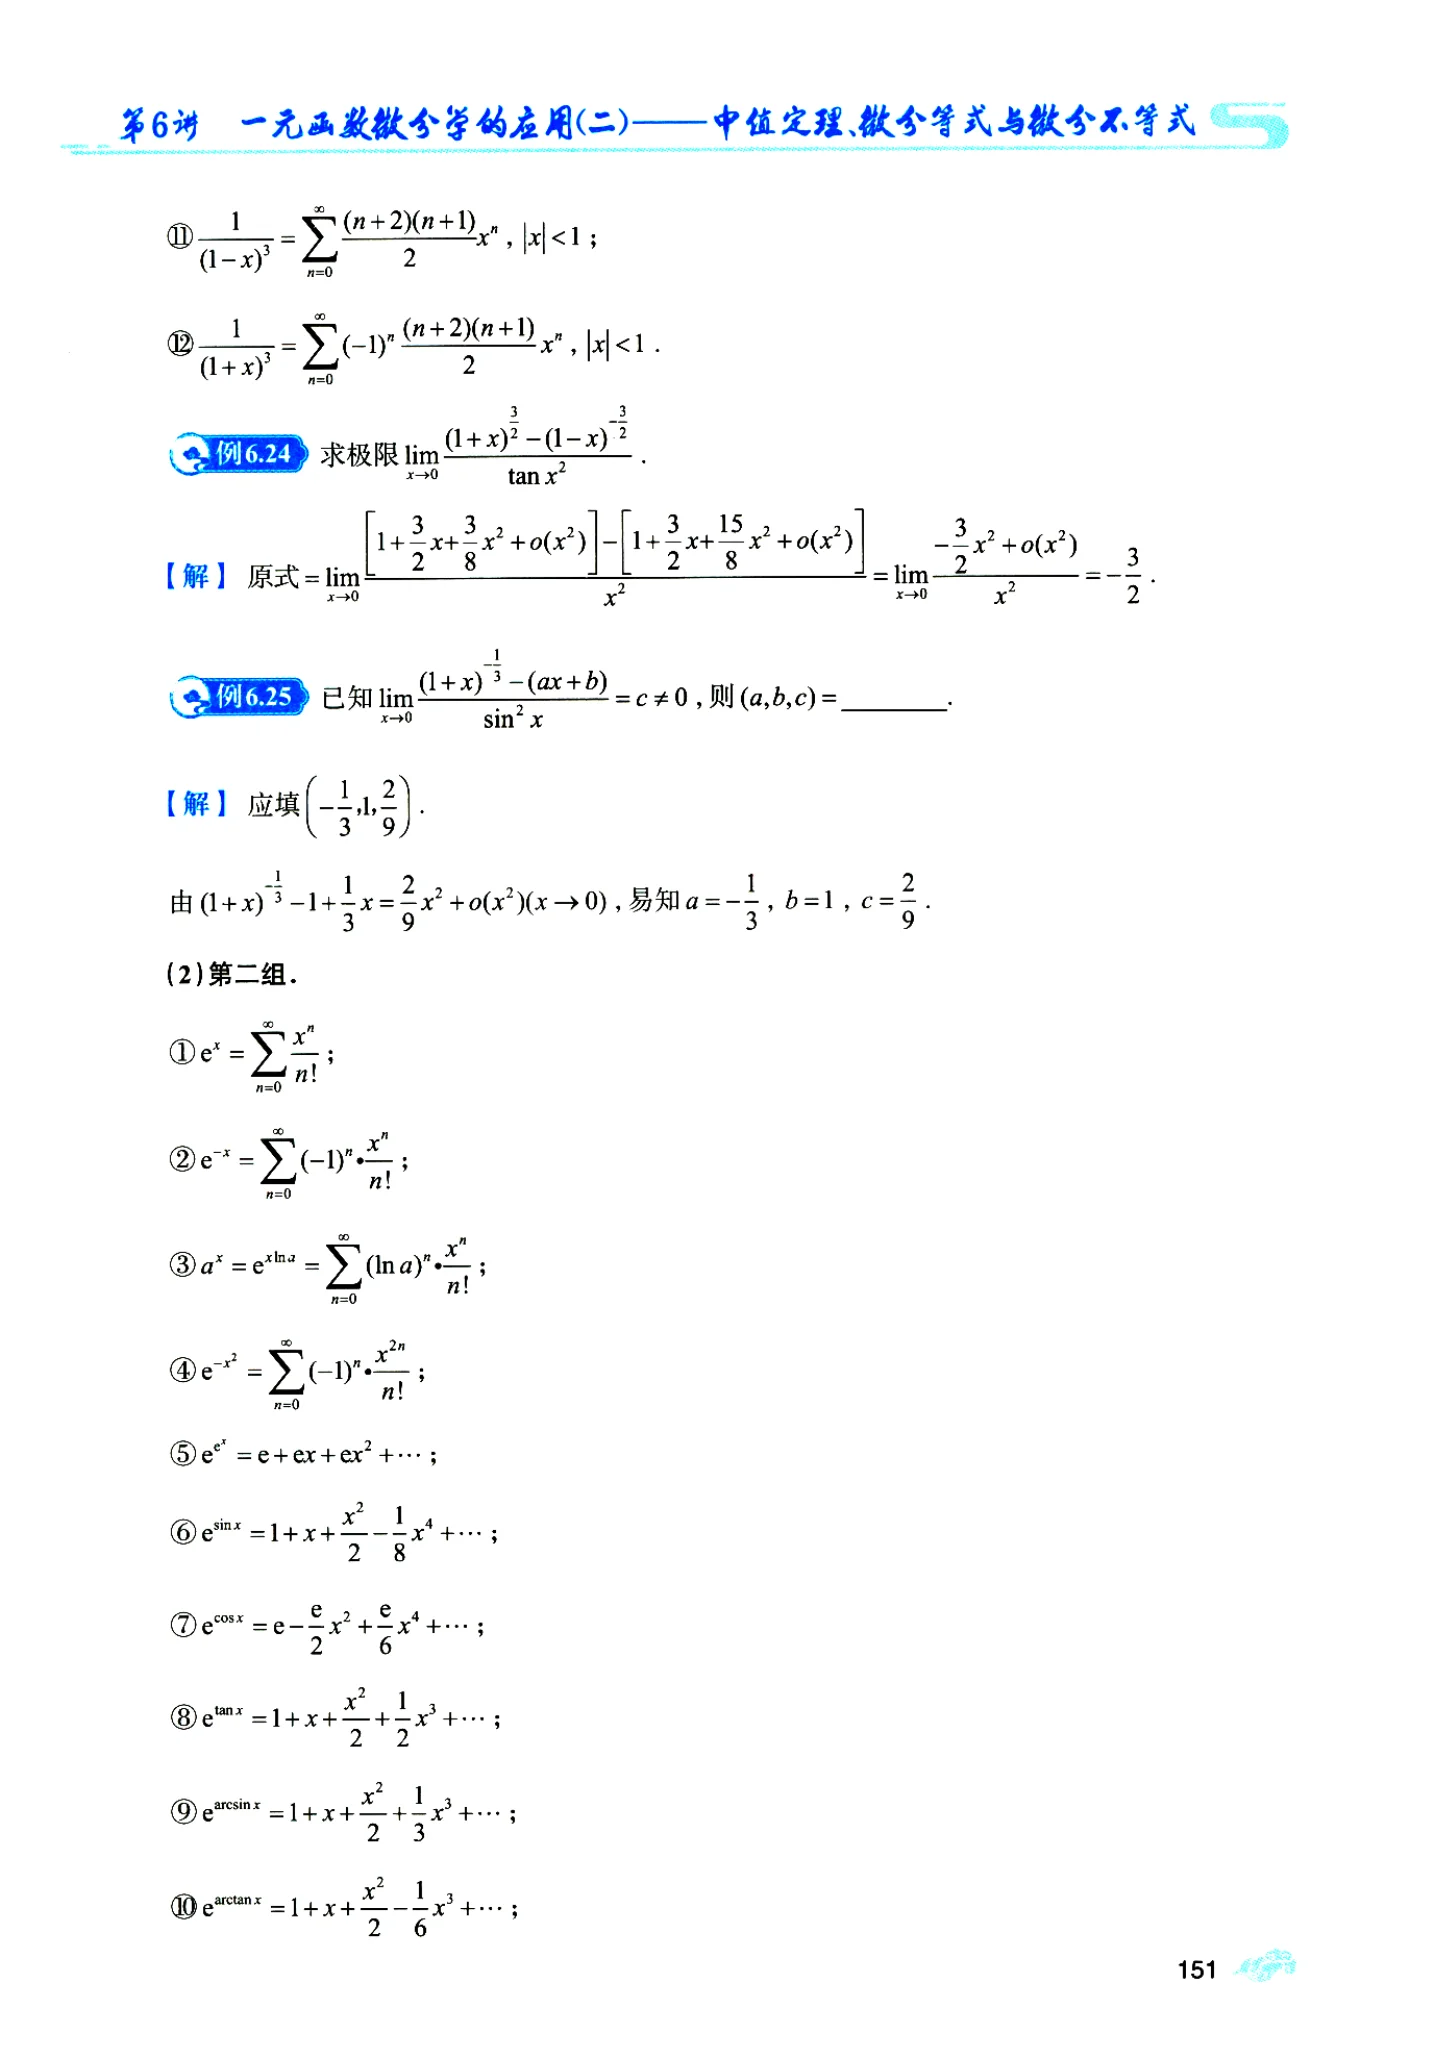 第6讲 一元函数微分学的应用(二)——中值定理、微分等式与微分不等式
⑪ $\frac{1}{(1-x)^3}=\sum_{n=0}^{\infty}\frac{(n+2)(n+1)}{2}x^n$ , $|x|<1$ ;
⑫ $\frac{1}{(1+x)^3}=\sum_{n=0}^{\infty}(-1)^n\frac{(n+2)(n+1)}{2}x^n$ , $|x|<1$ .
例6.24 求极限 $\lim_{x\to 0}\frac{(1+x)^{\frac{3}{2}}-(1-x)^{-\frac{3}{2}}}{\tan x^2}$ .
【解】 原式 $=\lim_{x\to 0}\frac{\left[1+\frac{3}{2}x+\frac{3}{8}x^2+o(x^2)\right]-\left[1+\frac{3}{2}x+\frac{15}{8}x^2+o(x^2)\right]}{x^2}=\lim_{x\to 0}\frac{-\frac{3}{2}x^2+o(x^2)}{x^2}=-\frac{3}{2}$ .
例6.25 已知 $\lim_{x\to 0}\frac{(1+x)^{-\frac{1}{3}}-(ax+b)}{\sin^2 x}=c\neq 0$ , 则 $(a,b,c)=$ ________.
【解】 应填 $\left(-\frac{1}{3},1,\frac{2}{9}\right)$ .
由 $(1+x)^{-\frac{1}{3}}-1+\frac{1}{3}x=\frac{2}{9}x^2+o(x^2)(x\to 0)$ , 易知 $a=-\frac{1}{3}$ , $b=1$ , $c=\frac{2}{9}$ .
(2)第二组.
① $e^x=\sum_{n=0}^{\infty}\frac{x^n}{n!}$ ;
② $e^{-x}=\sum_{n=0}^{\infty}(-1)^n\cdot\frac{x^n}{n!}$ ;
③ $a^x=e^{x\ln a}=\sum_{n=0}^{\infty}(\ln a)^n\cdot\frac{x^n}{n!}$ ;
④ $e^{-x^2}=\sum_{n=0}^{\infty}(-1)^n\cdot\frac{x^{2n}}{n!}$ ;
⑤ $e^{e^x}=e+ex+ex^2+\cdots$ ;
⑥ $e^{\sin x}=1+x+\frac{x^2}{2}-\frac{1}{8}x^4+\cdots$ ;
⑦ $e^{\cos x}=e-\frac{e}{2}x^2+\frac{e}{6}x^4+\cdots$ ;
⑧ $e^{\tan x}=1+x+\frac{x^2}{2}+\frac{1}{2}x^3+\cdots$ ;
⑨ $e^{\arcsin x}=1+x+\frac{x^2}{2}+\frac{1}{3}x^3+\cdots$ ;
⑩ $e^{\arctan x}=1+x+\frac{x^2}{2}-\frac{1}{6}x^3+\cdots$ ;
151